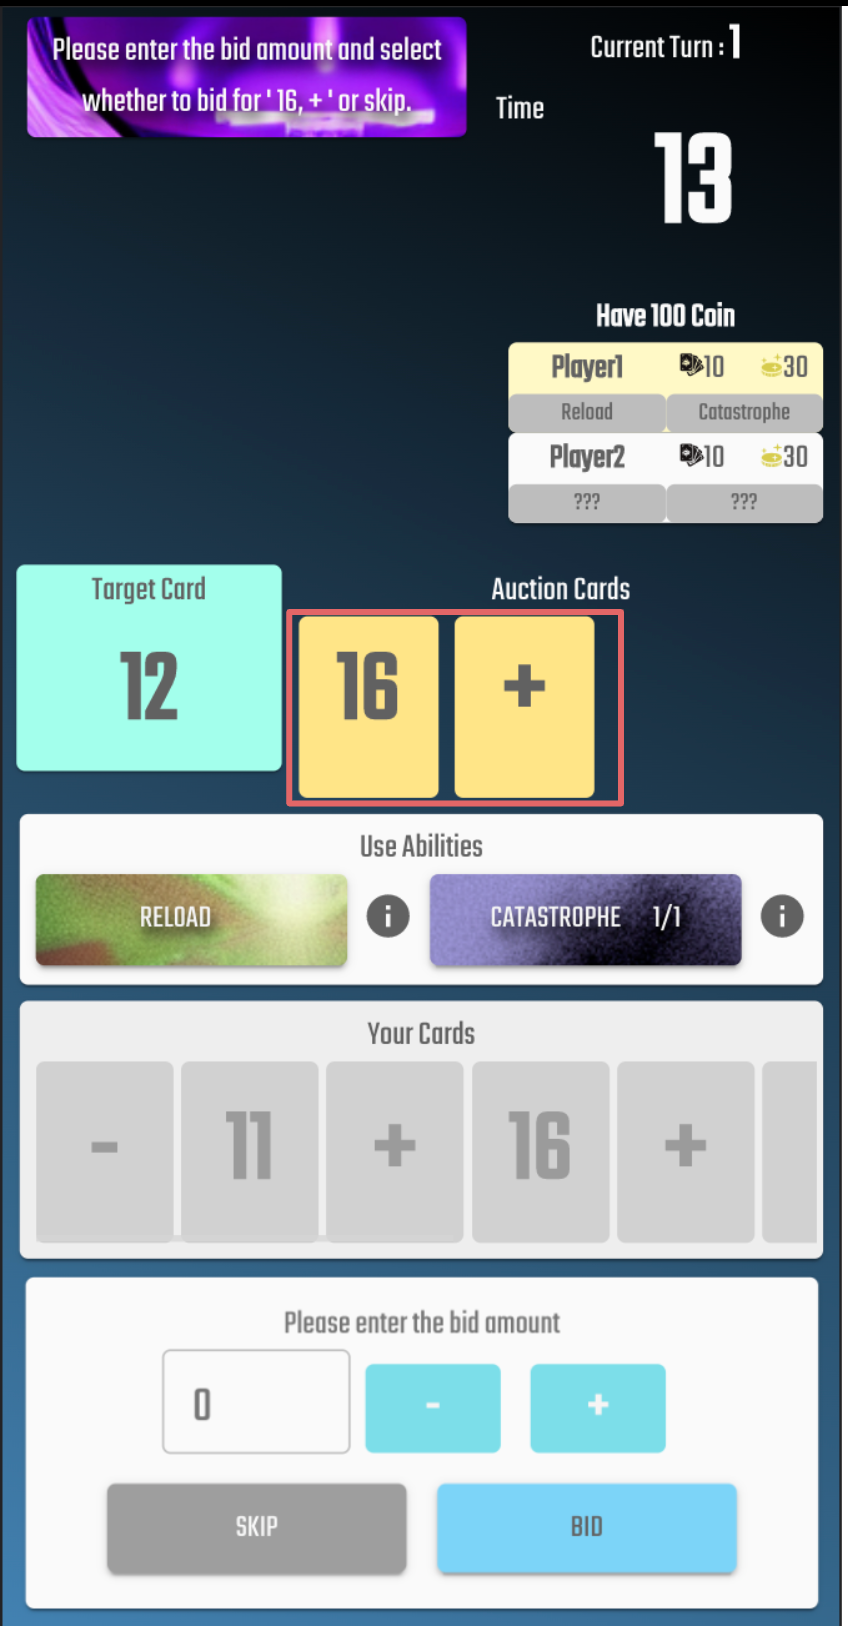 Please enter the bid amount and select
whether to bid for ' 16, + ' or skip.
Current Turn : 1
Time
13
Have 100 Coin
Player1 10 30
Reload Catastrophe
Player2 10 30
??? ???
Target Card
12
Auction Cards
16 +
Use Abilities
RELOAD i CATASTROPHE 1/1 i
Your Cards
- 11 + 16 +
Please enter the bid amount
0 - +
SKIP BID